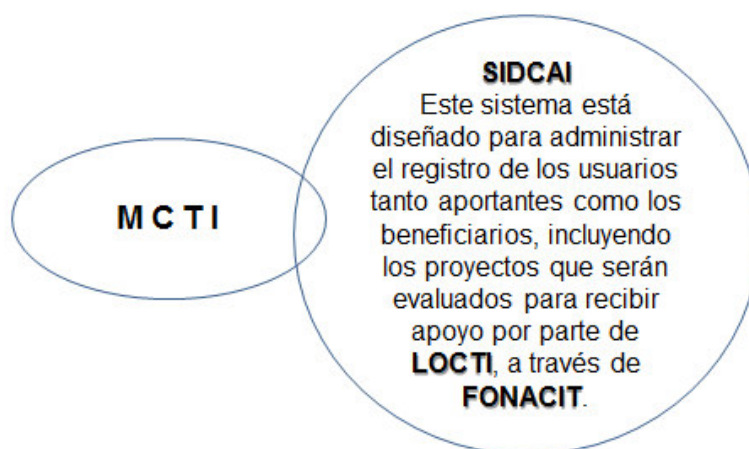 M C T I
SIDCAI
Este sistema está
diseñado para administrar
el registro de los usuarios
tanto aportantes como los
beneficiarios, incluyendo
los proyectos que serán
evaluados para recibir
apoyo por parte de
LOCTI, a través de
FONACIT.